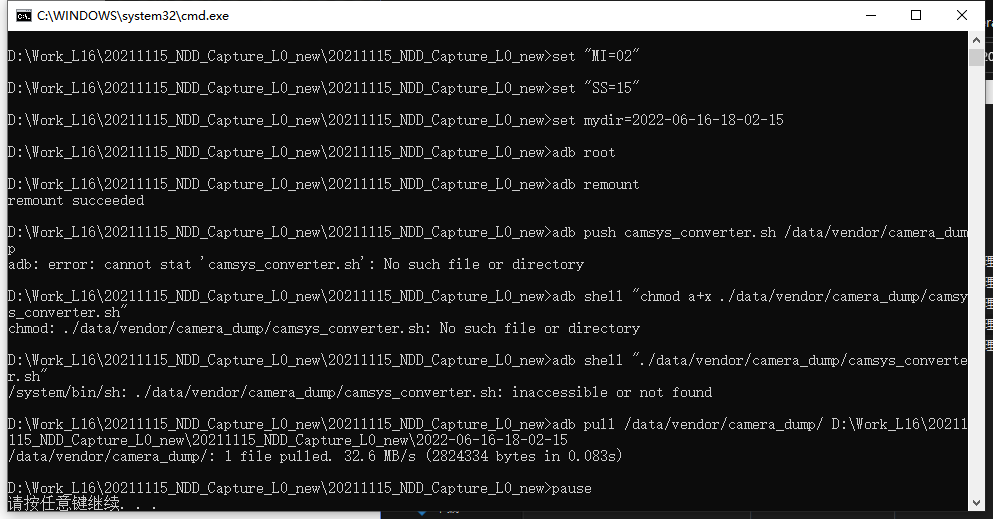 C:\WINDOWS\system32\cmd.exe
D:\Work_L16\20211115_NDD_Capture_L0_new\20211115_NDD_Capture_L0_new>set "MI=02"
D:\Work_L16\20211115_NDD_Capture_L0_new\20211115_NDD_Capture_L0_new>set "SS=15"
D:\Work_L16\20211115_NDD_Capture_L0_new\20211115_NDD_Capture_L0_new>set mydir=2022-06-16-18-02-15
D:\Work_L16\20211115_NDD_Capture_L0_new\20211115_NDD_Capture_L0_new>adb root
D:\Work_L16\20211115_NDD_Capture_L0_new\20211115_NDD_Capture_L0_new>adb remount
remount succeeded
D:\Work_L16\20211115_NDD_Capture_L0_new\20211115_NDD_Capture_L0_new>adb push camsys_converter.sh /data/vendor/camera_dum
p
adb: error: cannot stat 'camsys_converter.sh': No such file or directory
D:\Work_L16\20211115_NDD_Capture_L0_new\20211115_NDD_Capture_L0_new>adb shell "chmod a+x ./data/vendor/camera_dump/camsy
s_converter.sh"
chmod: ./data/vendor/camera_dump/camsys_converter.sh: No such file or directory
D:\Work_L16\20211115_NDD_Capture_L0_new\20211115_NDD_Capture_L0_new>adb shell "./data/vendor/camera_dump/camsys_converte
r.sh"
/system/bin/sh: ./data/vendor/camera_dump/camsys_converter.sh: inaccessible or not found
D:\Work_L16\20211115_NDD_Capture_L0_new\20211115_NDD_Capture_L0_new>adb pull /data/vendor/camera_dump/ D:\Work_L16\20211
115_NDD_Capture_L0_new\20211115_NDD_Capture_L0_new\2022-06-16-18-02-15
/data/vendor/camera_dump/: 1 file pulled. 32.6 MB/s (2824334 bytes in 0.083s)
D:\Work_L16\20211115_NDD_Capture_L0_new\20211115_NDD_Capture_L0_new>pause
请按任意键继续. . .